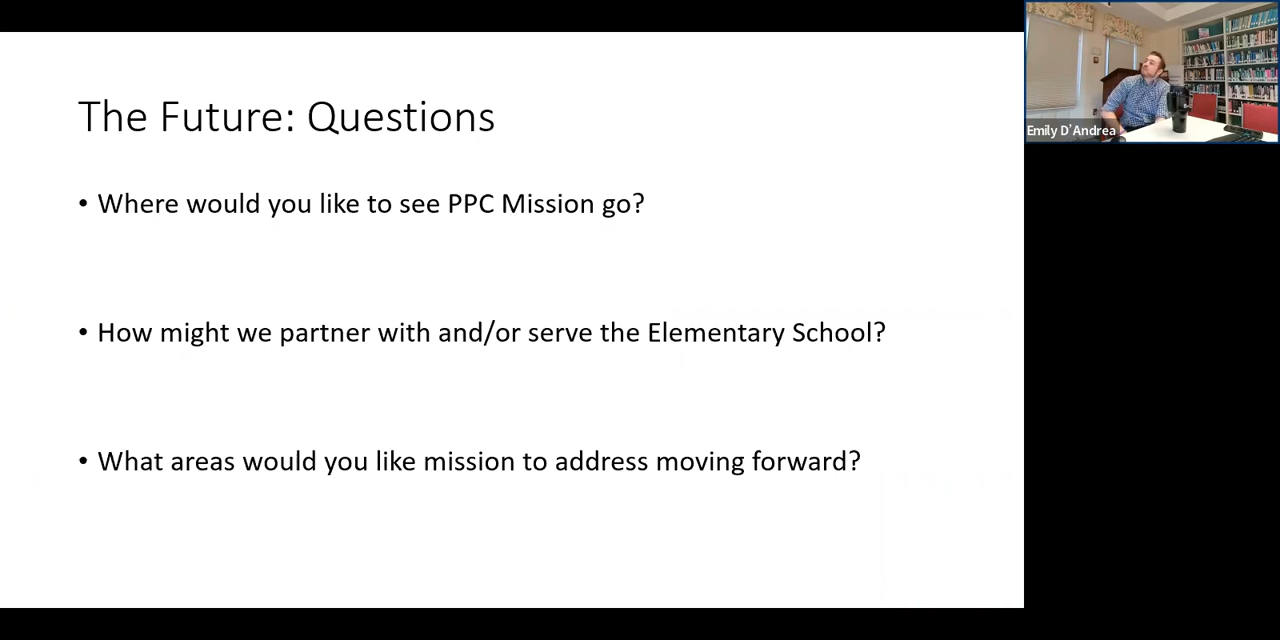 The Future: Questions
• Where would you like to see PPC Mission go?
• How might we partner with and/or serve the Elementary School?
• What areas would you like mission to address moving forward?
Emily D'Andrea